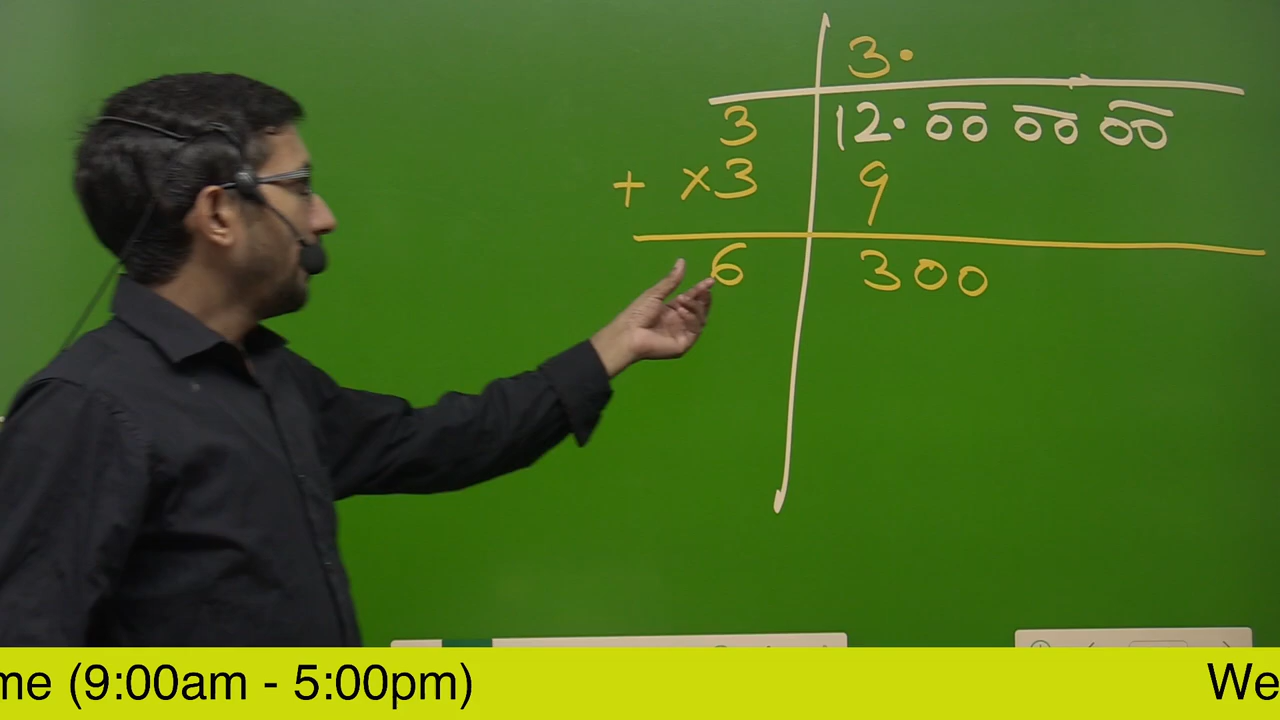 3.
3 12. 00 00 00
+ ×3 9
6 300
me (9:00am - 5:00pm) We